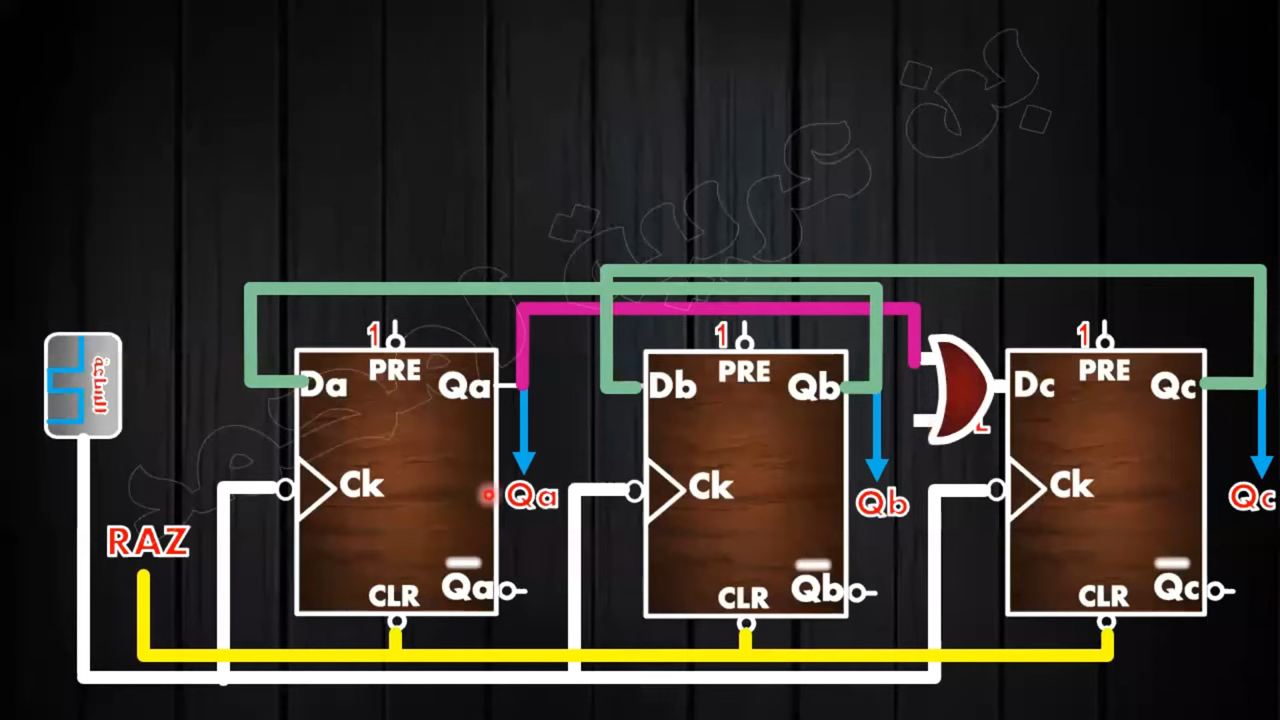 1 1 1
PRE PRE PRE
Da Qa Db Qb Dc Qc
الساعة
Ck Ck Ck
Qa Qb Qc
RAZ
CLR Qa CLR Qb CLR Qc